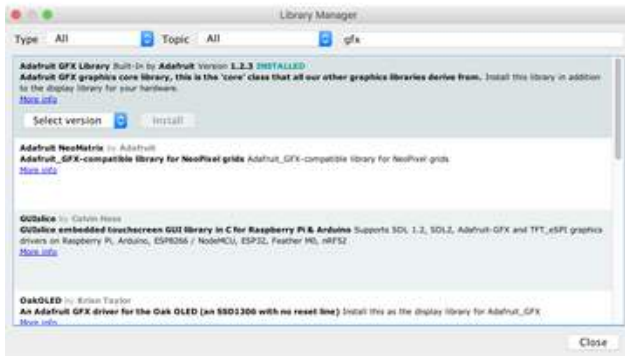 Library Manager
Type All Topic All gfx
Adafruit GFX Library Built-In by Adafruit Version 1.2.3 INSTALLED
Adafruit GFX graphics core library, this is the 'core' class that all our other graphics libraries derive from. Install this library in addition
to the display library for your hardware.
More info
Select version Install
Adafruit NeoMatrix by Adafruit
Adafruit_GFX-compatible library for NeoPixel grids Adafruit_GFX-compatible library for NeoPixel grids
More info
GUIslice by Calvin Hass
GUIslice embedded touchscreen GUI library in C for Raspberry Pi & Arduino Supports SDL 1.2, SDL2, Adafruit-GFX and TFT_eSPI graphics
drivers on Raspberry Pi, Arduino, ESP8266 / NodeMCU, ESP32, Feather M0, nRF52
More info
OakOLED by Brian Taylor
An Adafruit GFX driver for the Oak OLED (an SSD1306 with no reset line) Install this as the display library for Adafruit_GFX
More info
Close